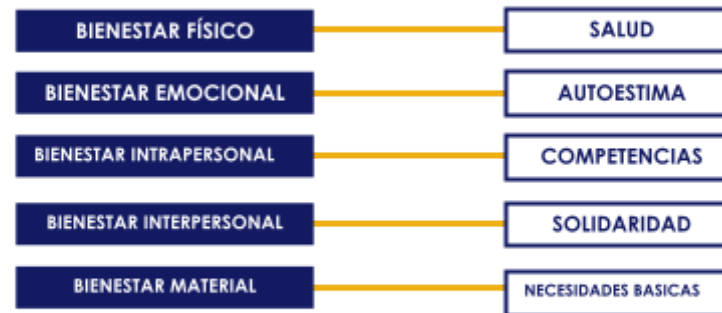 BIENESTAR FÍSICO SALUD
BIENESTAR EMOCIONAL AUTOESTIMA
BIENESTAR INTRAPERSONAL COMPETENCIAS
BIENESTAR INTERPERSONAL SOLIDARIDAD
BIENESTAR MATERIAL NECESIDADES BASICAS